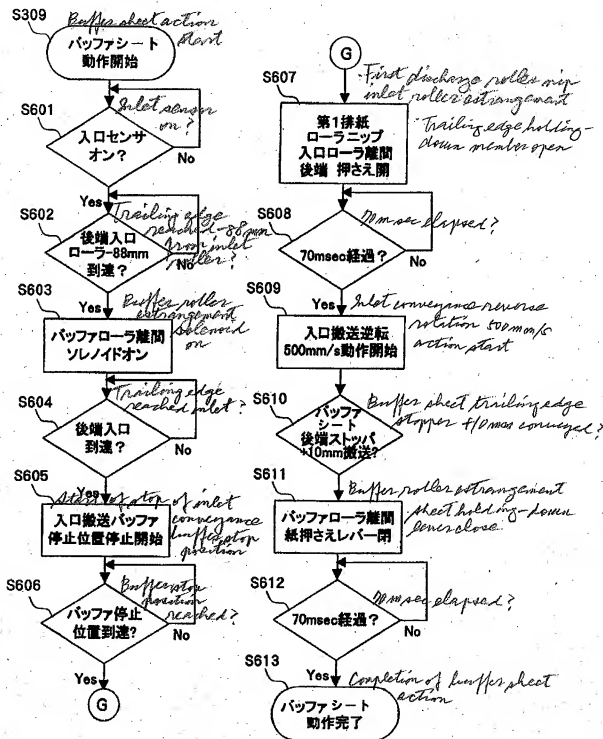 S309
Buffer sheet action
start
バッファシート
動作開始
S601
Inlet sensor
on?
入口センサ
オン？
No
Yes
S602
Trailing edge
reached -88mm
from inlet
roller?
後端入口
ローラ-88mm
到達？
No
Yes
S603
Buffer roller
estrangement
solenoid
on
バッファローラ離間
ソレノイドオン
S604
Trailing edge
reached inlet?
後端入口
到達？
No
Yes
S605
Start of stop of inlet
conveyance
buffer stop
position
入口搬送バッファ
停止位置停止開始
S606
Buffer stop
position
reached?
バッファ停止
位置到達?
No
Yes
G
G
S607
First discharge roller nip
inlet roller estrangement
Trailing edge holding-
down member open
第1排紙
ローラニップ
入口ローラ離間
後端 押さえ開
S608
70msec elapsed?
70msec経過？
No
Yes
S609
Inlet conveyance reverse
rotation 500mm/s
action start
入口搬送逆転
500mm/s動作開始
S610
Buffer sheet trailing edge
stopper +10mm conveyed?
バッファ
シート
後端ストッパ
+10mm搬送?
S611
Buffer roller estrangement
sheet holding-down
lever close
バッファローラ離間
紙押さえレバー閉
S612
70msec elapsed?
70msec経過？
No
Yes
S613
Completion of buffer sheet
action
バッファシート
動作完了